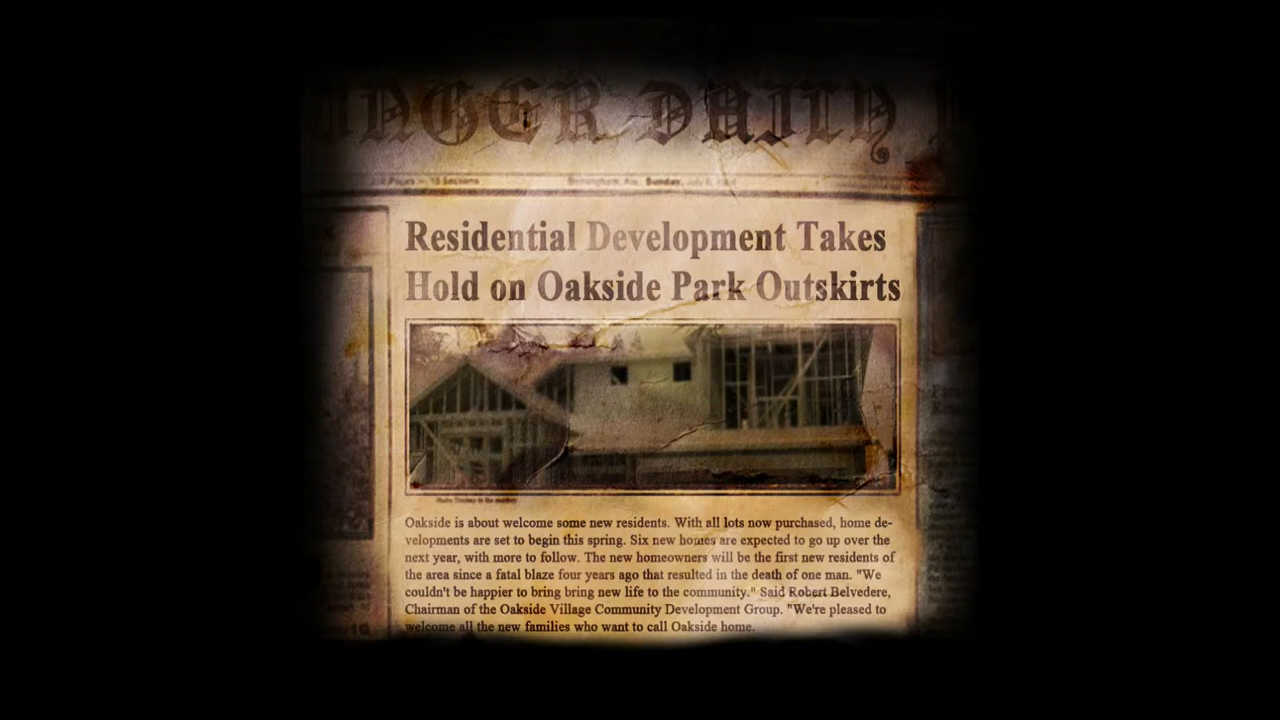 DAILY
Sunday,
Residential Development Takes
Hold on Oakside Park Outskirts
Oakside is about welcome some new residents. With all lots now purchased, home de-
velopments are set to begin this spring. Six new homes are expected to go up over the
next year, with more to follow. The new homeowners will be the first new residents of
the area since a fatal blaze four years ago that resulted in the death of one man. "We
couldn't be happier to bring bring new life to the community." Said Robert Belvedere,
Chairman of the Oakside Village Community Development Group. "We're pleased to
welcome all the new families who want to call Oakside home.